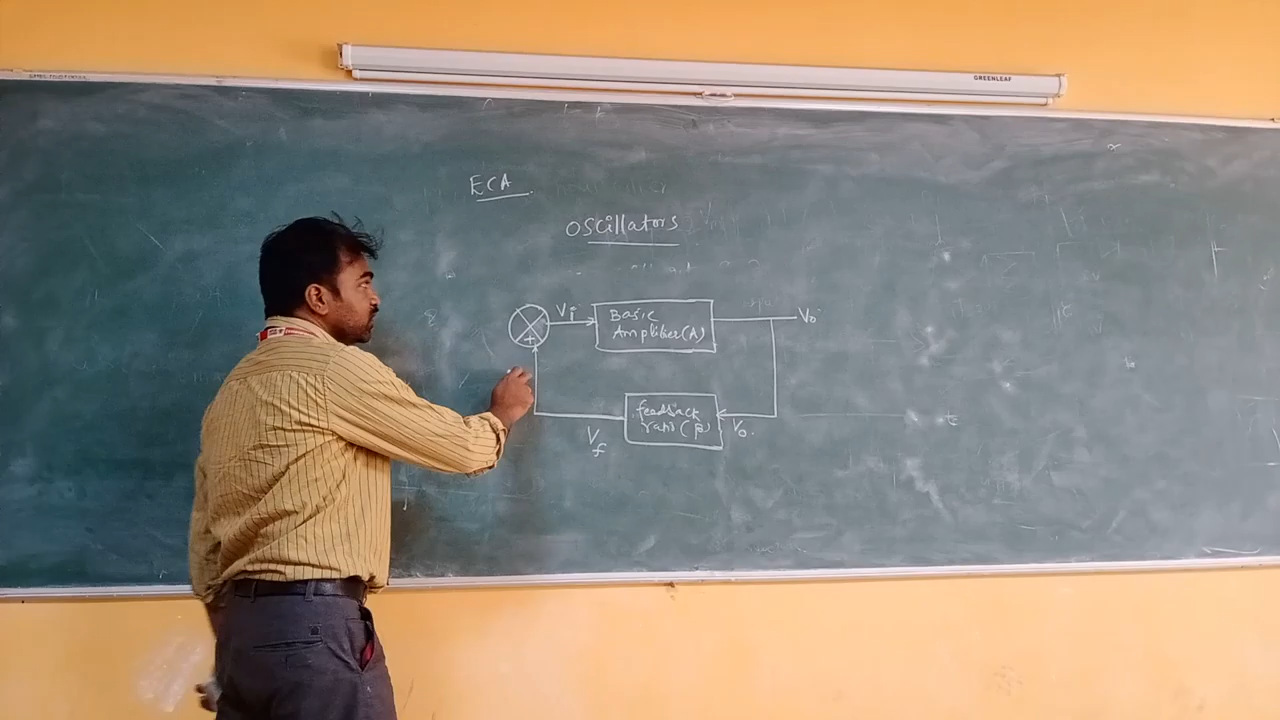 GREENLEAF
ECA
OSCillatorS
Vi
Basic
Amplifier(A)
Vo
+
feedback
ratio(β)
Vo.
Vf